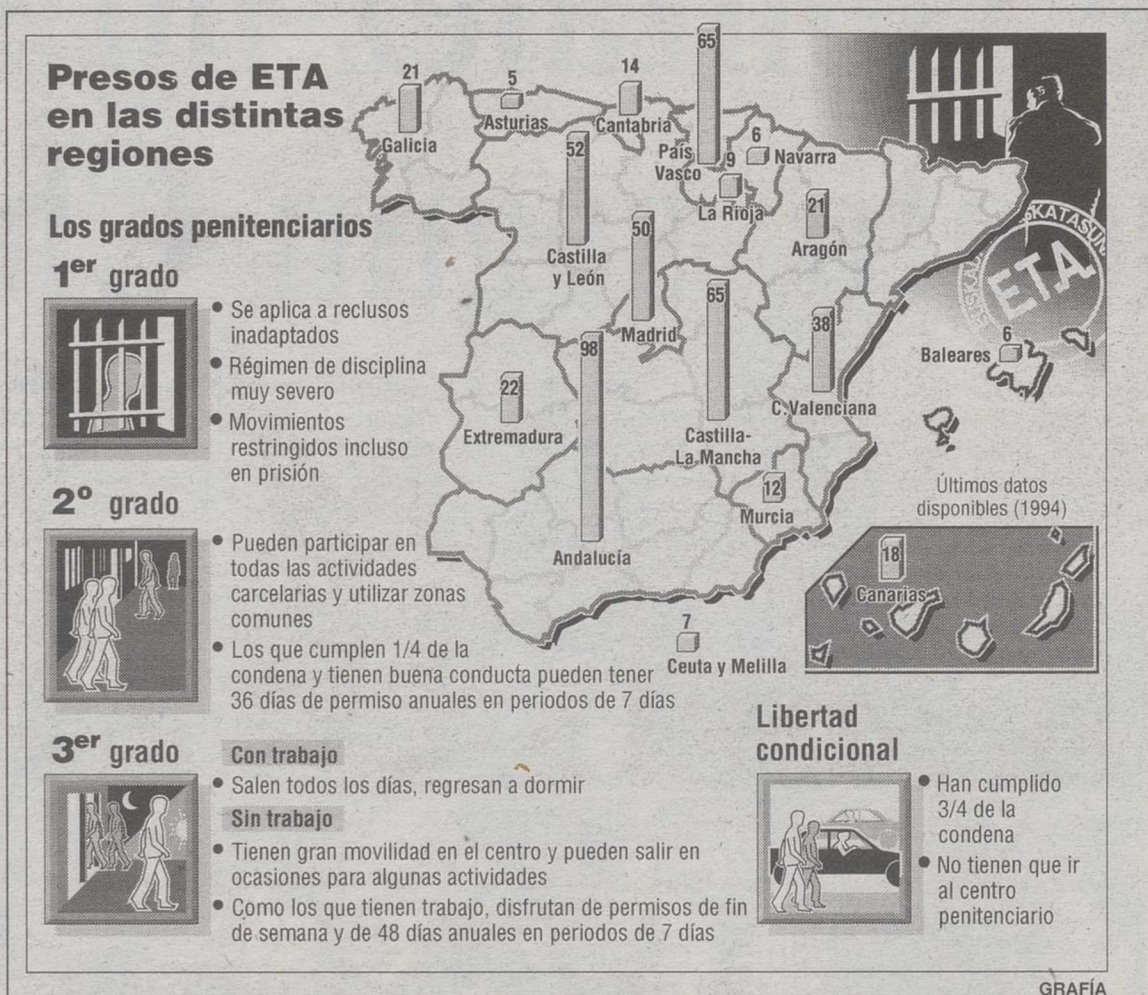 Presos de ETA
en las distintas
regiones
21
Galicia
5
Asturias
14
Cantabria
65
País
Vasco
6
Navarra
9
La Rioja
52
Castilla
y León
50
Madrid
21
Aragón
65
Castilla-
La Mancha
38
C. Valenciana
6
Baleares
22
Extremadura
98
Andalucía
12
Murcia
7
Ceuta y Melilla
18
Canarias
Últimos datos
disponibles (1994)
ETA
Los grados penitenciarios
1er grado
• Se aplica a reclusos
inadaptados
• Régimen de disciplina
muy severo
• Movimientos
restringidos incluso
en prisión
2º grado
• Pueden participar en
todas las actividades
carcelarias y utilizar zonas
comunes
• Los que cumplen 1/4 de la
condena y tienen buena conducta pueden tener
36 días de permiso anuales en periodos de 7 días
3er grado
Con trabajo
• Salen todos los días, regresan a dormir
Sin trabajo
• Tienen gran movilidad en el centro y pueden salir en
ocasiones para algunas actividades
• Como los que tienen trabajo, disfrutan de permisos de fin
de semana y de 48 días anuales en periodos de 7 días
Libertad
condicional
• Han cumplido
3/4 de la
condena
• No tienen que ir
al centro
penitenciario
GRAFÍA